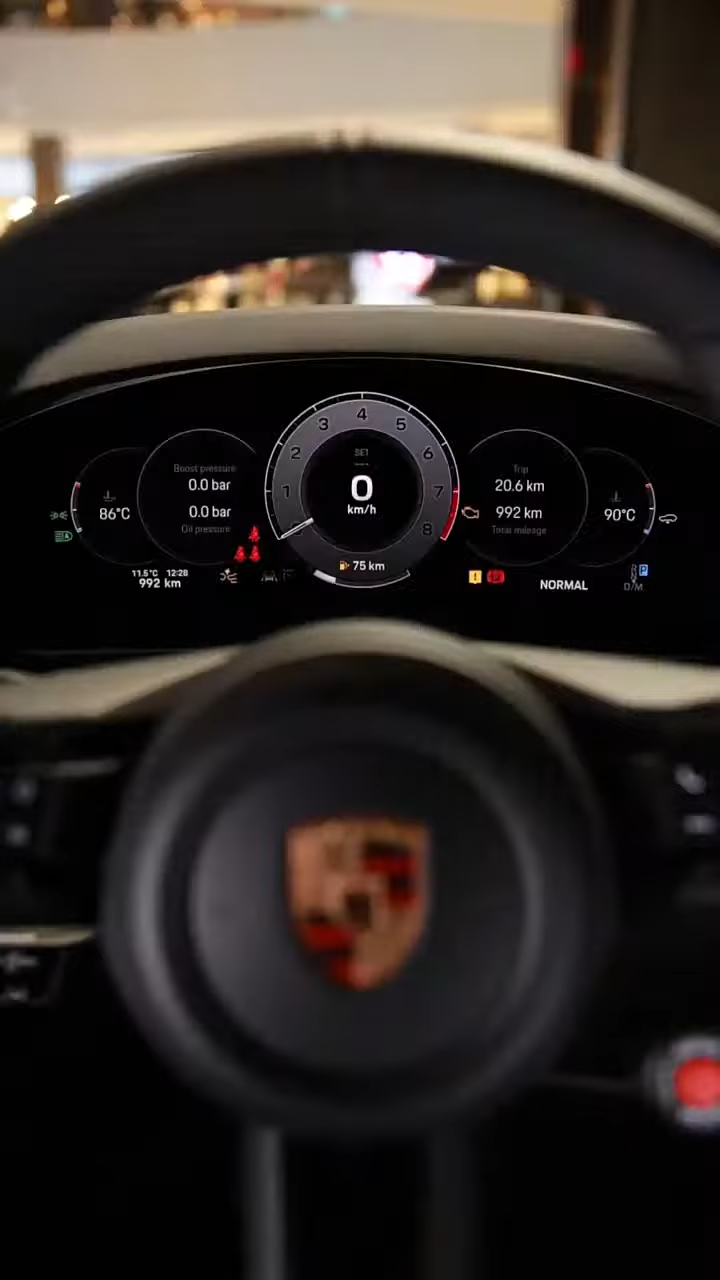 4
3 5
2 6
1 7
8
SET
0
km/h
75 km
86°C
Boost pressure
0.0 bar
0.0 bar
Oil pressure
11.5°C 12:28
992 km
Trip
20.6 km
992 km
Total mileage
90°C
NORMAL
P
D/M